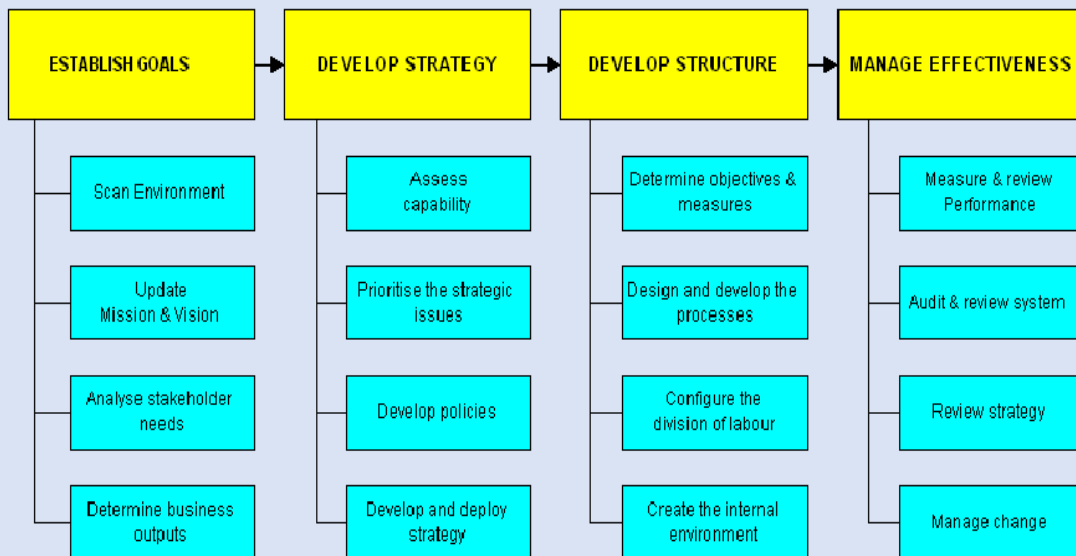 ESTABLISH GOALS
DEVELOP STRATEGY
DEVELOP STRUCTURE
MANAGE EFFECTIVENESS
Scan Environment
Assess
capability
Determine objectives &
measures
Measure & review
Performance
Update
Mission & Vision
Prioritise the strategic
issues
Design and develop the
processes
Audit & review system
Analyse stakeholder
needs
Develop policies
Configure the
division of labour
Review strategy
Determine business
outputs
Develop and deploy
strategy
Create the internal
environment
Manage change